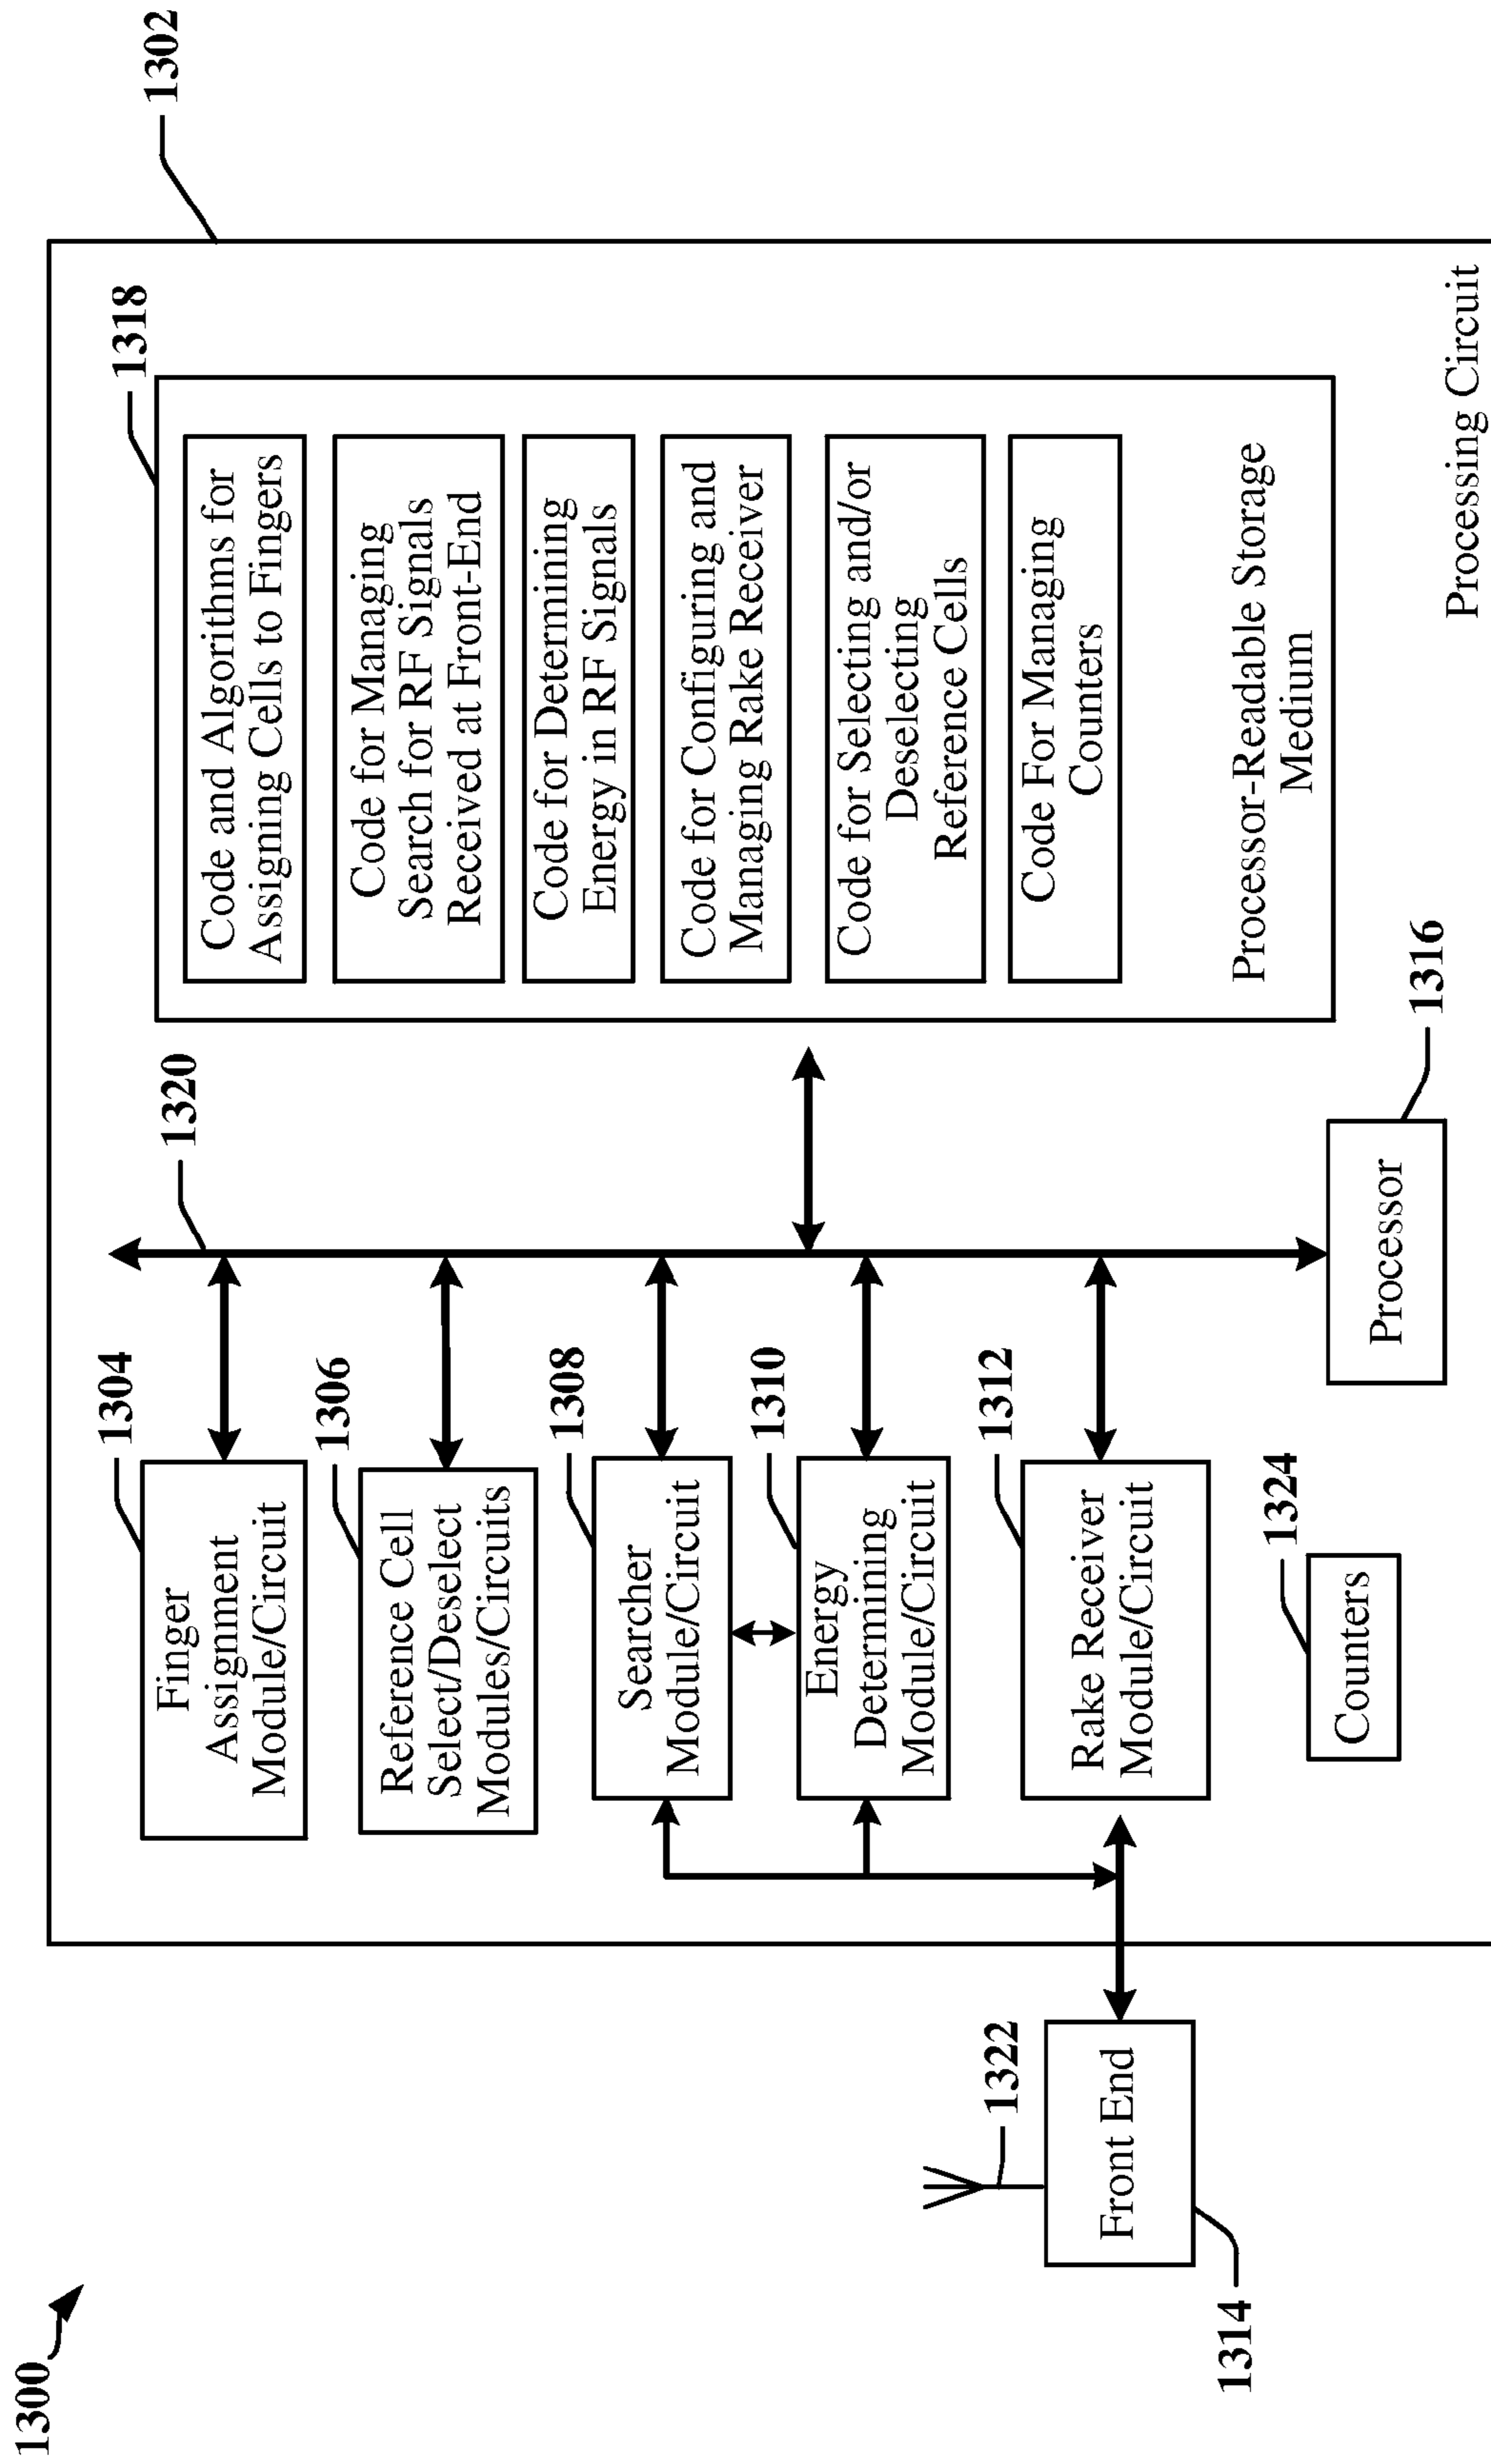 1300
1302
1304
Finger
Assignment
Module/Circuit
1306
Reference Cell
Select/Deselect
Modules/Circuits
1308
Searcher
Module/Circuit
1310
Energy
Determining
Module/Circuit
1312
Rake Receiver
Module/Circuit
1324
Counters
1322
Front End
1314
1320
Processor
1316
1318
Code and Algorithms for
Assigning Cells to Fingers
Code for Managing
Search for RF Signals
Received at Front-End
Code for Determining
Energy in RF Signals
Code for Configuring and
Managing Rake Receiver
Code for Selecting and/or
Deselecting
Reference Cells
Code For Managing
Counters
Processor-Readable Storage
Medium
Processing Circuit